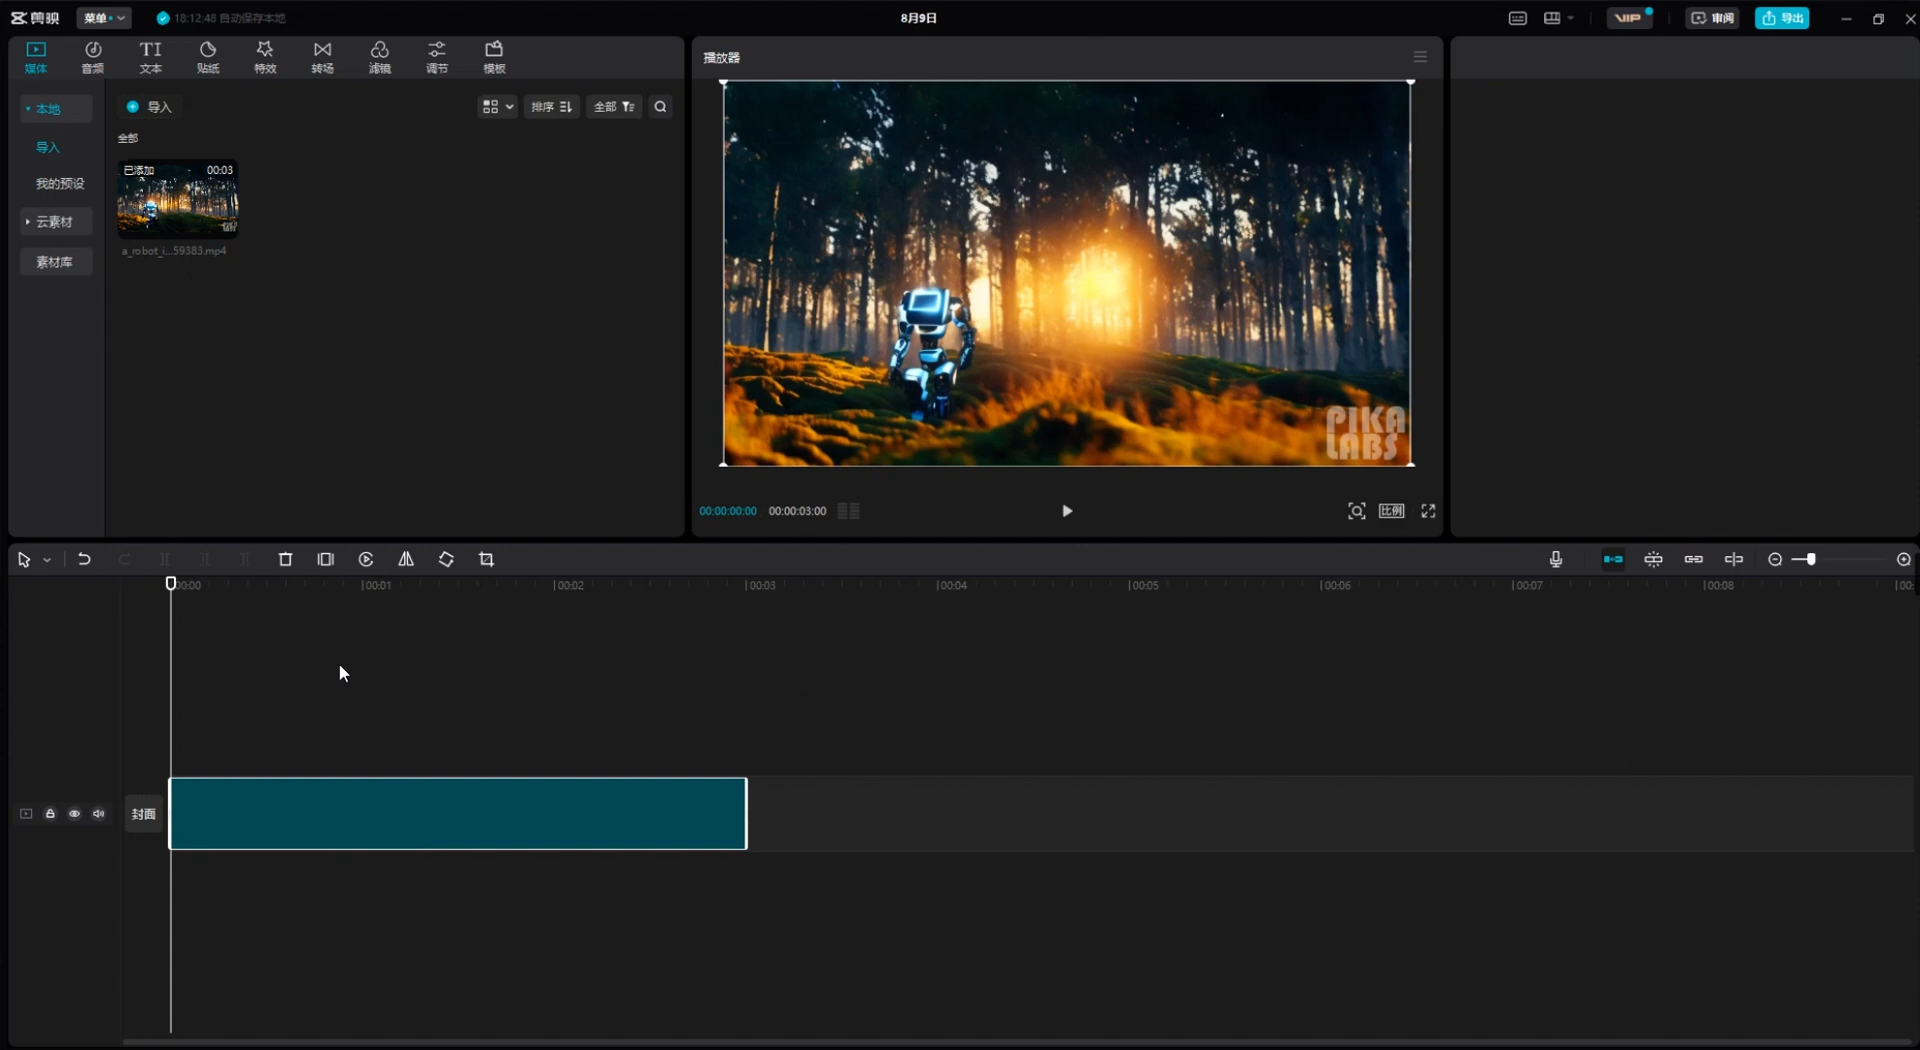 剪映 菜单 18:12:48 自动保存本地 8月9日 VIP 审阅 导出
媒体 音频 文本 贴纸 特效 转场 滤镜 调节 模板
播放器
本地
导入
我的预设
云素材
素材库
导入 排序 全部
全部
已添加 00:03
a_robot_i...59383.mp4
PIKA
LABS
00:00:00:00 00:00:03:00 比例
00:00 00:01 00:02 00:03 00:04 00:05 00:06 00:07 00:08 00:
封面